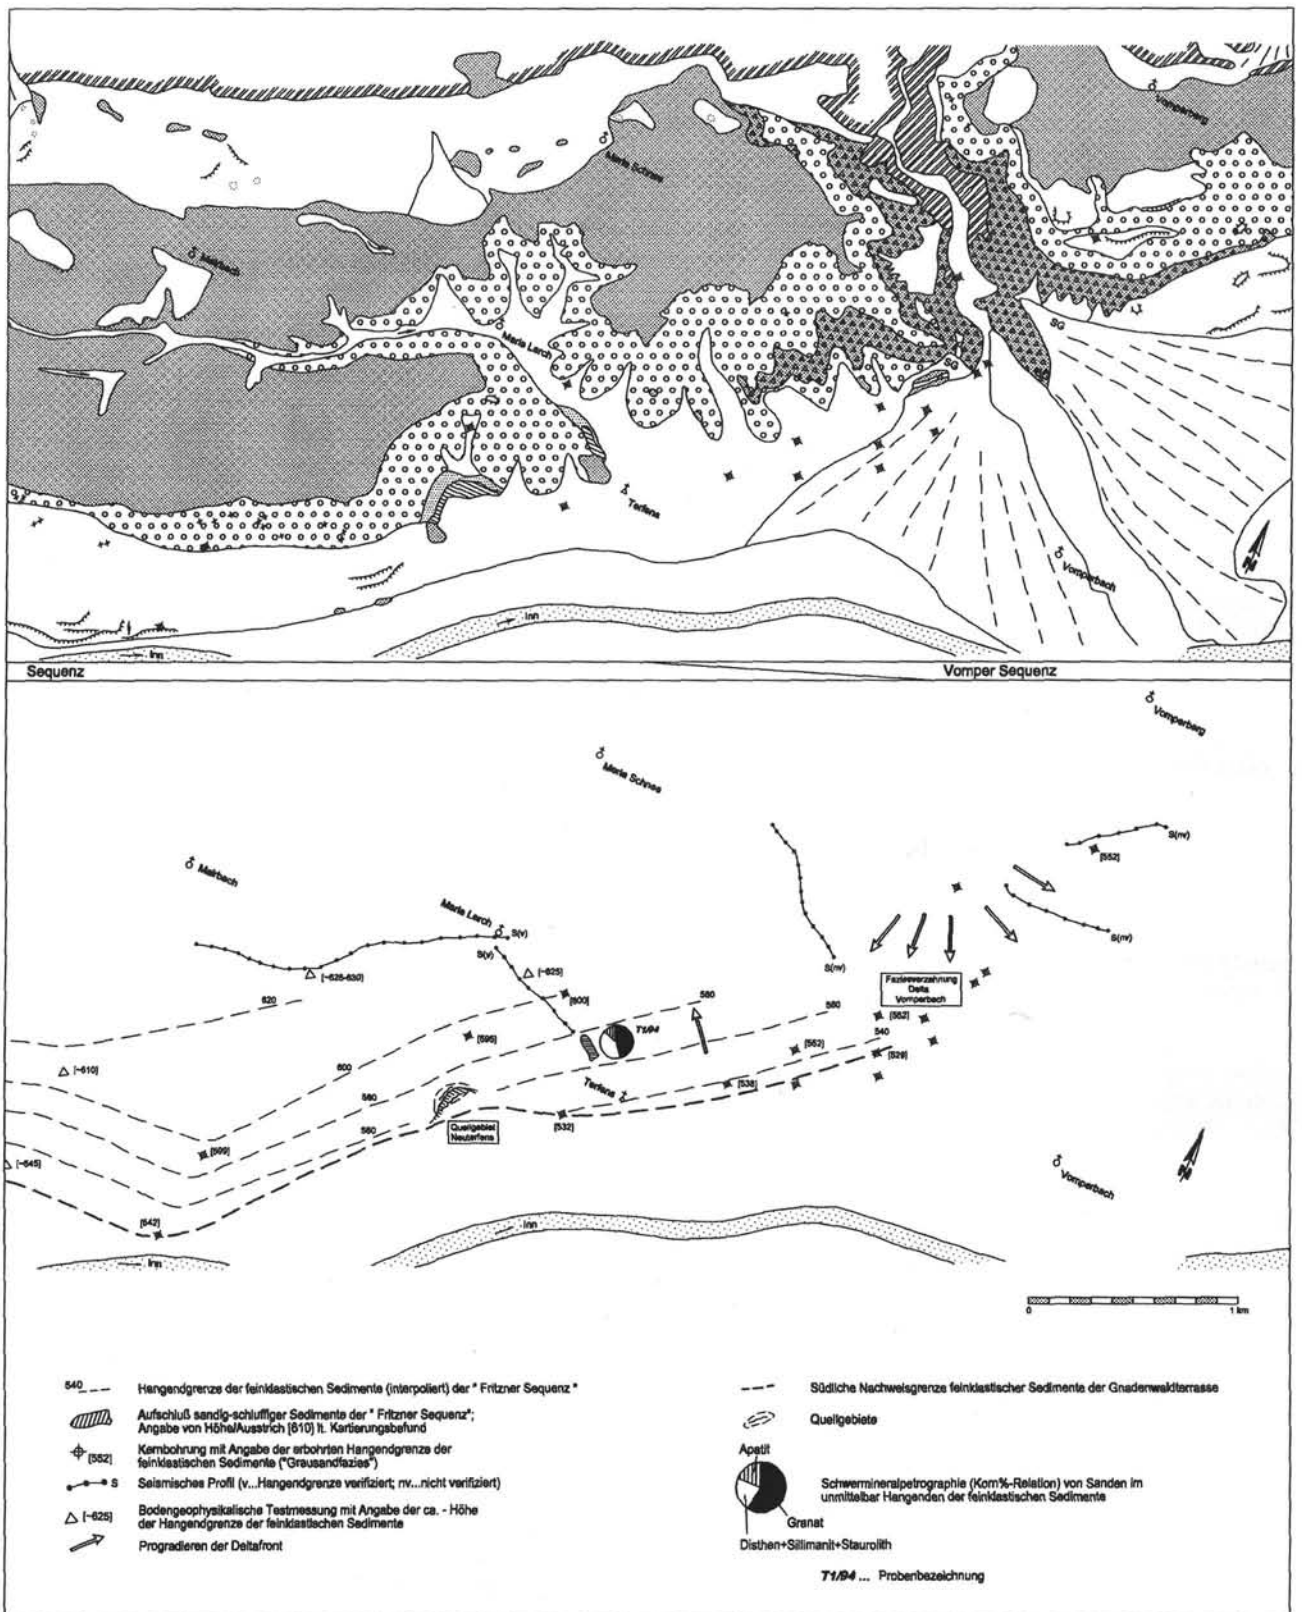 Vomperberg
Maria Schnee
Mairbach
Maria Larch
SG
SG
Terfens
Vomperbach
N
Inn
Inn
Sequenz
Vomper Sequenz
Vomperberg
Maria Schnee
S(nv)
[552]
Mairbach
Maria Larch
S(v)
S(v)
S(nv)
S(nv)
[~625-630]
[~625]
Faziesverzahnung
Delta
Vomperbach
620
[600]
560
560
[552]
T1/94
[595]
540
[~610]
600
580
[552]
[529]
Terfens
[538]
560
Quellgebiet
Neuterfens
[532]
[599]
[~545]
Vomperbach
N
[542]
Inn
Inn
0 1 km
540 Hangendgrenze der feinklastischen Sedimente (interpoliert) der "Fritzner Sequenz"
Aufschluß sandig-schluffiger Sedimente der "Fritzner Sequenz";
Angabe von Höhe/Ausstrich [610] lt. Kartierungsbefund
[552] Kernbohrung mit Angabe der erbohrten Hangendgrenze der
feinklastischen Sedimente ("Grausandfazies")
S Seismisches Profil (v...Hangendgrenze verifiziert; nv...nicht verifiziert)
[~625] Bodengeophysikalische Testmessung mit Angabe der ca. - Höhe
der Hangendgrenze der feinklastischen Sedimente
Progradieren der Deltafront
Südliche Nachweisgrenze feinklastischer Sedimente der Gnadenwaldterrasse
Quellgebiete
Apatit
Schwermineralpetrographie (Korn%-Relation) von Sanden im
unmittelbar Hangenden der feinklastischen Sedimente
Granat
Disthen+Sillimanit+Staurolith
T1/94 ... Probenbezeichnung